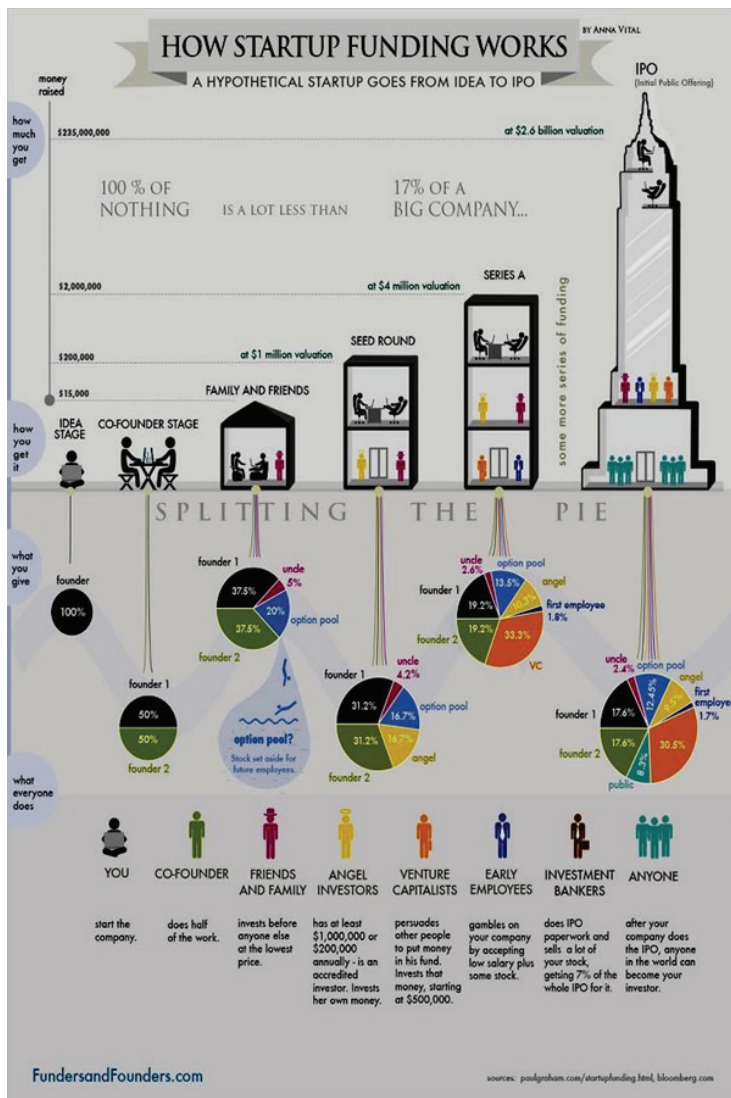 HOW STARTUP FUNDING WORKS
BY ANNA VITAL
A HYPOTHETICAL STARTUP GOES FROM IDEA TO IPO
IPO
(Initial Public Offering)
money
raised
how
much
you
get
$235,000,000
at $2.6 billion valuation
100 % OF
NOTHING
IS A LOT LESS THAN
17% OF A
BIG COMPANY...
$2,000,000
at $4 million valuation
SERIES A
some more series of funding
$200,000
at $1 million valuation
SEED ROUND
$15,000
FAMILY AND FRIENDS
how
you
get
it
IDEA
STAGE
CO-FOUNDER STAGE
SPLITTING THE PIE
what
you
give
founder
100%
founder 1
50%
50%
founder 2
founder 1
37.5%
uncle
5%
20%
option pool
37.5%
founder 2
option pool?
Stock set aside for
future employees.
founder 1
31.2%
uncle
4.2%
option pool
16.7%
31.2%
16.7%
founder 2
angel
uncle
2.6%
option pool
13.5%
angel
10.3%
founder 1
19.2%
first employee
1.8%
19.2%
founder 2
33.3%
VC
uncle
2.4%
option pool
12.45%
angel
9.5%
first
employe
1.7%
founder 1
17.6%
founder 2
17.6%
30.5%
8.3%
public
what
everyone
does
YOU
start the
company.
CO-FOUNDER
does half
of the work.
FRIENDS
AND FAMILY
invests before
anyone else
at the lowest
price.
ANGEL
INVESTORS
has at least
$1,000,000 or
$200,000
annually - is an
accredited
investor. Invests
her own money.
VENTURE
CAPITALISTS
persuades
other people
to put money
in his fund.
Invests that
money, starting
at $500,000.
EARLY
EMPLOYEES
gambles on
your company
by accepting
low salary plus
some stock.
INVESTMENT
BANKERS
does IPO
paperwork and
sells a lot of
your stock,
getsing 7% of the
whole IPO for it.
ANYONE
after your
company does
the IPO, anyone
in the world can
become your
investor.
FundersandFounders.com
sources: paulgraham.com/startupfunding.html, bloomberg.com